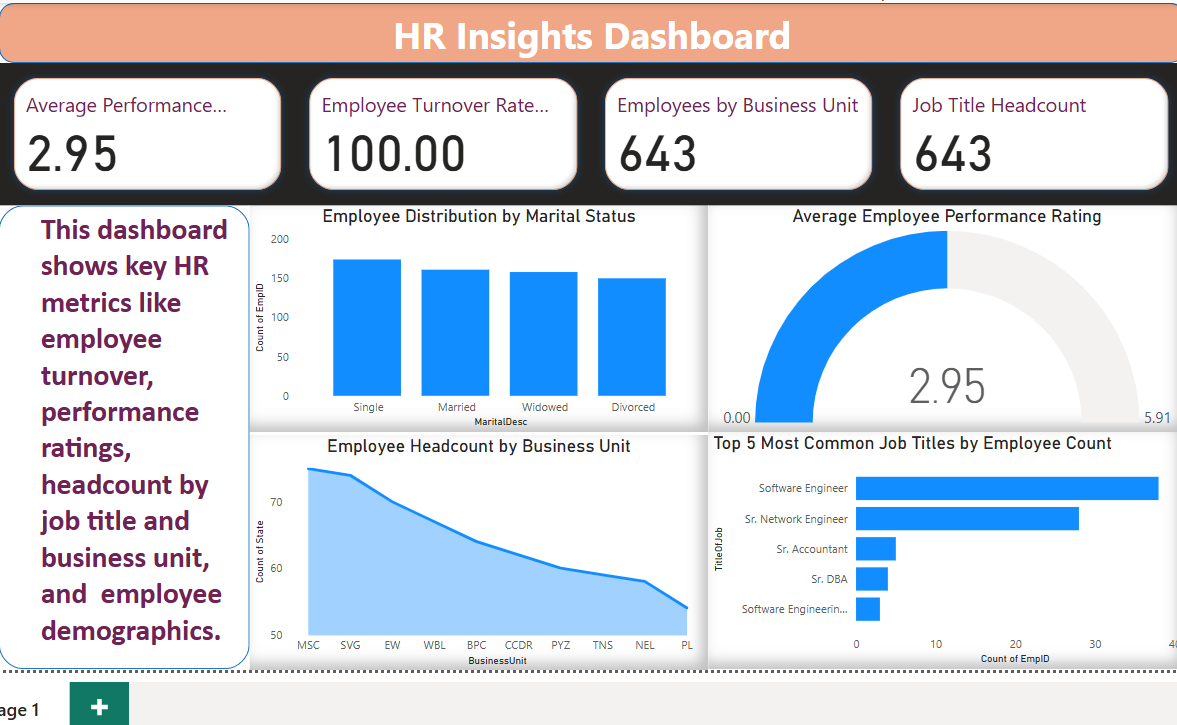 HR Insights Dashboard
Average Performance...
2.95
Employee Turnover Rate...
100.00
Employees by Business Unit
643
Job Title Headcount
643
This dashboard
shows key HR
metrics like
employee
turnover,
performance
ratings,
headcount by
job title and
business unit,
and  employee
demographics.
Employee Distribution by Marital Status
Count of EmpID
200
150
100
50
0
Single Married Widowed Divorced
MaritalDesc
Average Employee Performance Rating
2.95
0.00 5.91
Employee Headcount by Business Unit
Count of State
70
60
50
MSC SVG EW WBL BPC CCDR PYZ TNS NEL PL
BusinessUnit
Top 5 Most Common Job Titles by Employee Count
TitleOfJob
Software Engineer
Sr. Network Engineer
Sr. Accountant
Sr. DBA
Software Engineerin...
0 10 20 30
Count of EmpID
age 1
+